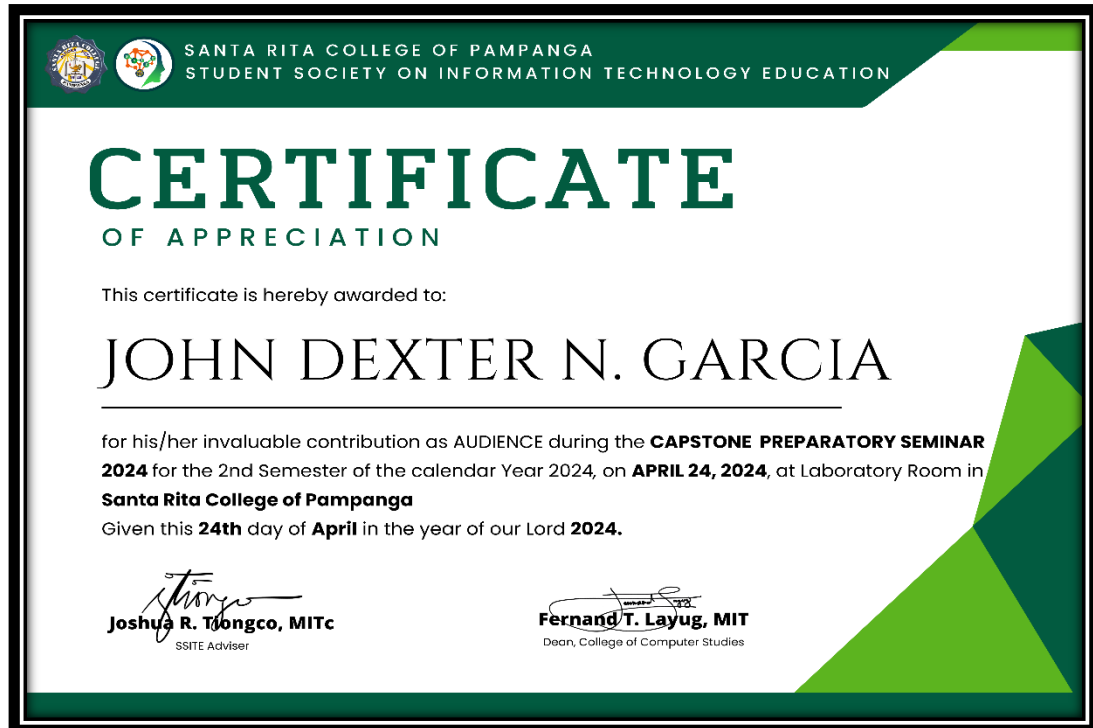 SANTA RITA COLLEGE OF PAMPANGA
STUDENT SOCIETY ON INFORMATION TECHNOLOGY EDUCATION
CERTIFICATE
OF APPRECIATION
This certificate is hereby awarded to:
JOHN DEXTER N. GARCIA
for his/her invaluable contribution as AUDIENCE during the CAPSTONE PREPARATORY SEMINAR
2024 for the 2nd Semester of the calendar Year 2024, on APRIL 24, 2024, at Laboratory Room in
Santa Rita College of Pampanga
Given this 24th day of April in the year of our Lord 2024.
Joshua R. Tiongco, MITc
SSITE Adviser
Fernand T. Layug, MIT
Dean, College of Computer Studies